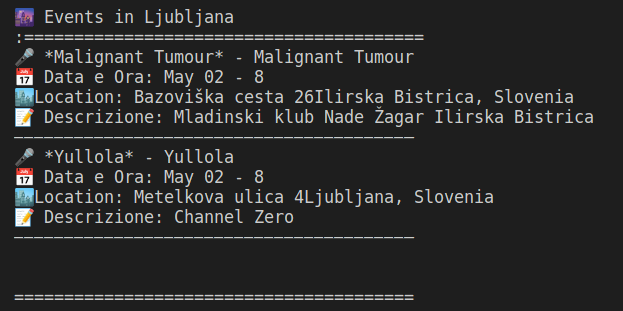 🌆 Events in Ljubljana
:========================================
🎤 *Malignant Tumour* - Malignant Tumour
📅 Data e Ora: May 02 - 8
🏙️Location: Bazoviška cesta 26Ilirska Bistrica, Slovenia
📝 Descrizione: Mladinski klub Nade Žagar Ilirska Bistrica
————————————————————————————————————————
🎤 *Yullola* - Yullola
📅 Data e Ora: May 02 - 8
🏙️Location: Metelkova ulica 4Ljubljana, Slovenia
📝 Descrizione: Channel Zero
————————————————————————————————————————
========================================